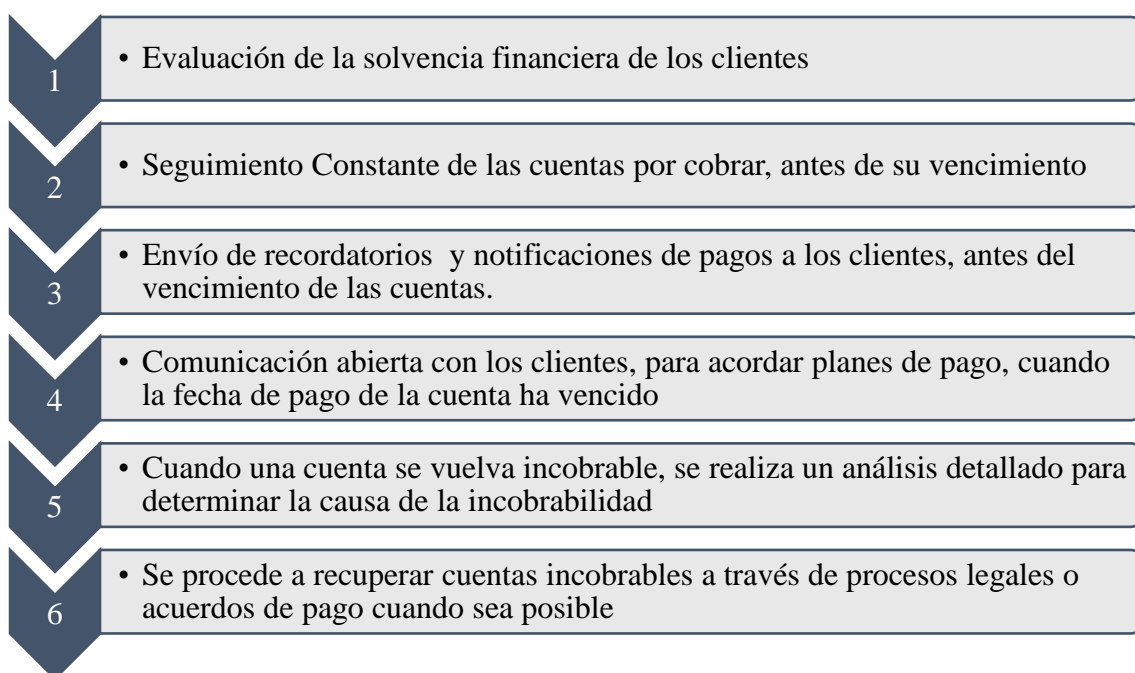 1
• Evaluación de la solvencia financiera de los clientes
2
• Seguimiento Constante de las cuentas por cobrar, antes de su vencimiento
3
• Envío de recordatorios  y notificaciones de pagos a los clientes, antes del
vencimiento de las cuentas.
4
• Comunicación abierta con los clientes, para acordar planes de pago, cuando
la fecha de pago de la cuenta ha vencido
5
• Cuando una cuenta se vuelva incobrable, se realiza un análisis detallado para
determinar la causa de la incobrabilidad
6
• Se procede a recuperar cuentas incobrables a través de procesos legales o
acuerdos de pago cuando sea posible